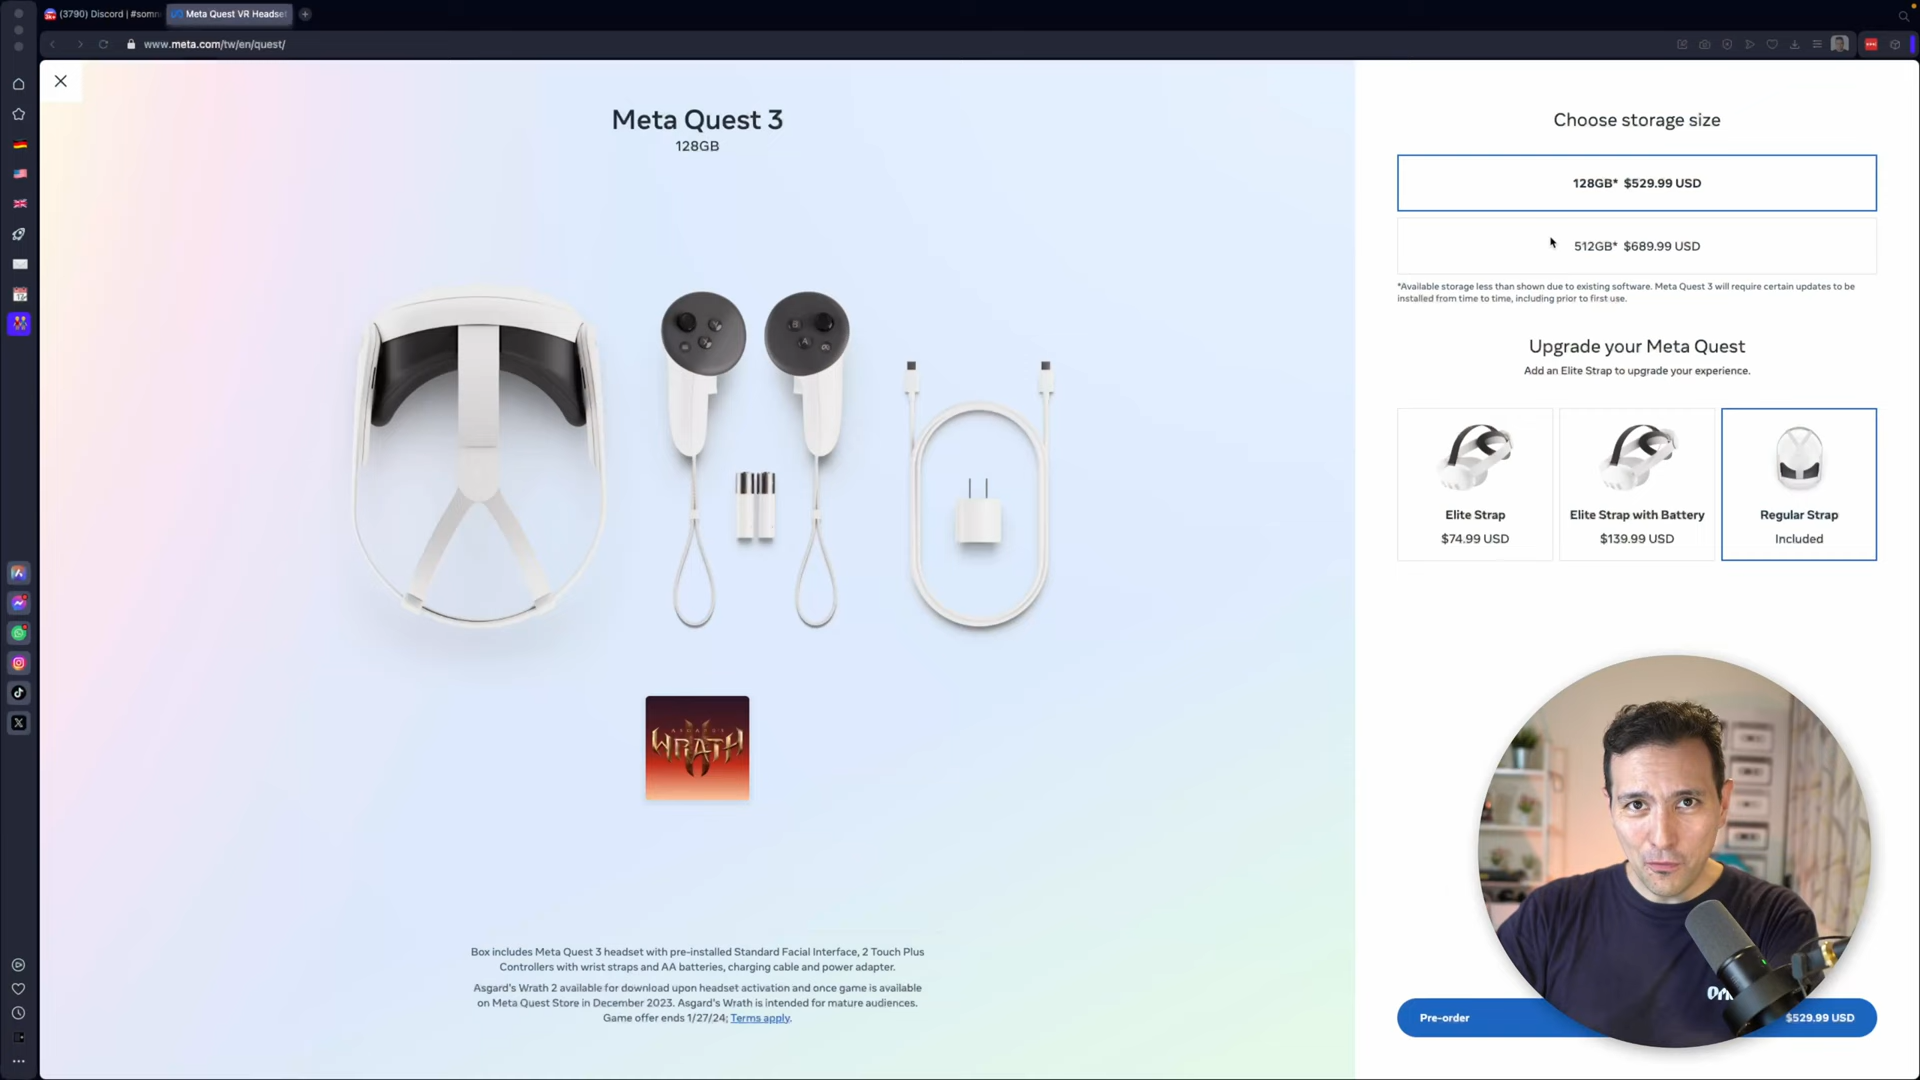 (3790) Discord | #somn
Meta Quest VR Headse
www.meta.com/tw/en/quest/
Meta Quest 3
128GB
Choose storage size
128GB* $529.99 USD
512GB* $689.99 USD
*Available storage less than shown due to existing software. Meta Quest 3 will require certain updates to be
installed from time to time, including prior to first use.
Upgrade your Meta Quest
Add an Elite Strap to upgrade your experience.
Elite Strap
$74.99 USD
Elite Strap with Battery
$139.99 USD
Regular Strap
Included
ASGARD'S
WRATH
Box includes Meta Quest 3 headset with pre-installed Standard Facial Interface, 2 Touch Plus
Controllers with wrist straps and AA batteries, charging cable and power adapter.
Asgard's Wrath 2 available for download upon headset activation and once game is available
on Meta Quest Store in December 2023. Asgard's Wrath is intended for mature audiences.
Game offer ends 1/27/24; Terms apply.
Pre-order
$529.99 USD